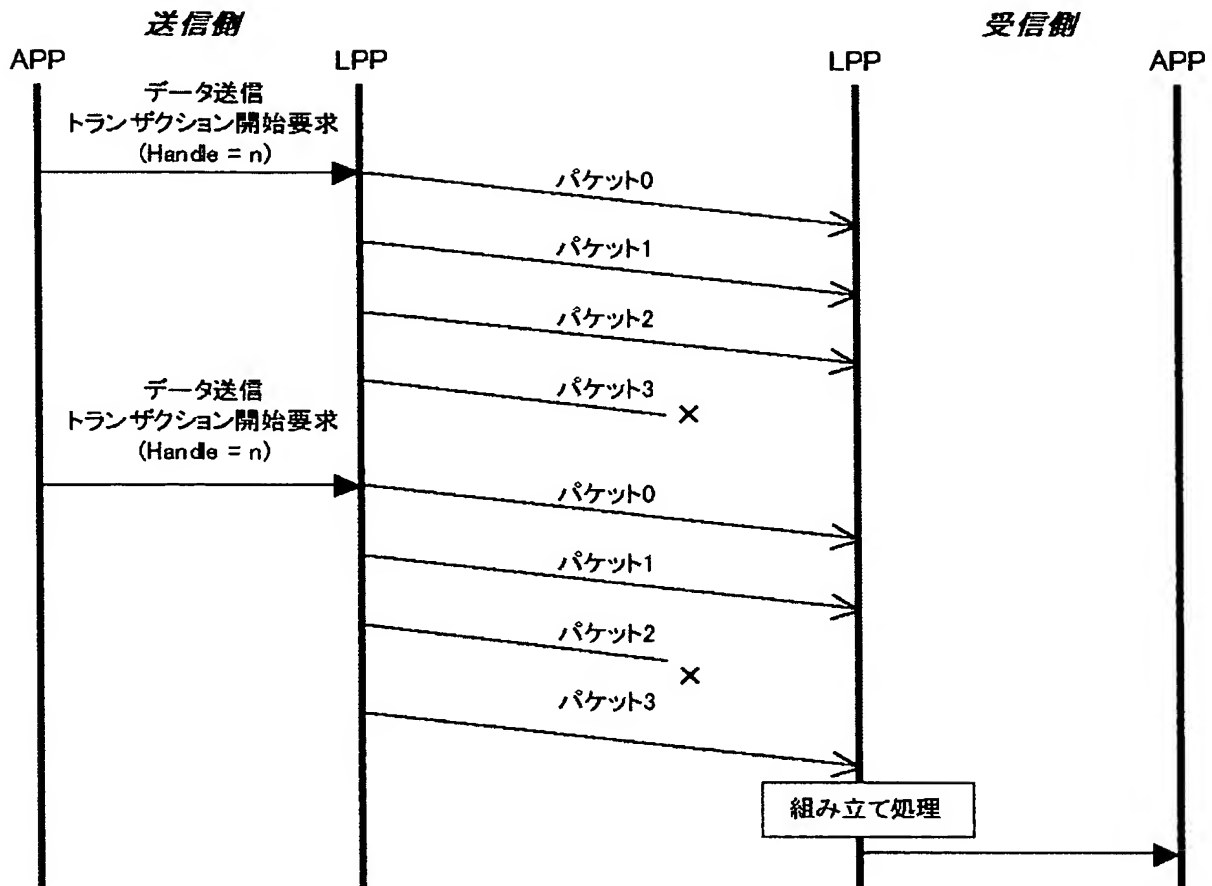 送信側
受信側
APP
LPP
LPP
APP
データ送信
トランザクション開始要求
(Handle = n)
パケット0
パケット1
パケット2
パケット3
×
データ送信
トランザクション開始要求
(Handle = n)
パケット0
パケット1
パケット2
×
パケット3
組み立て処理